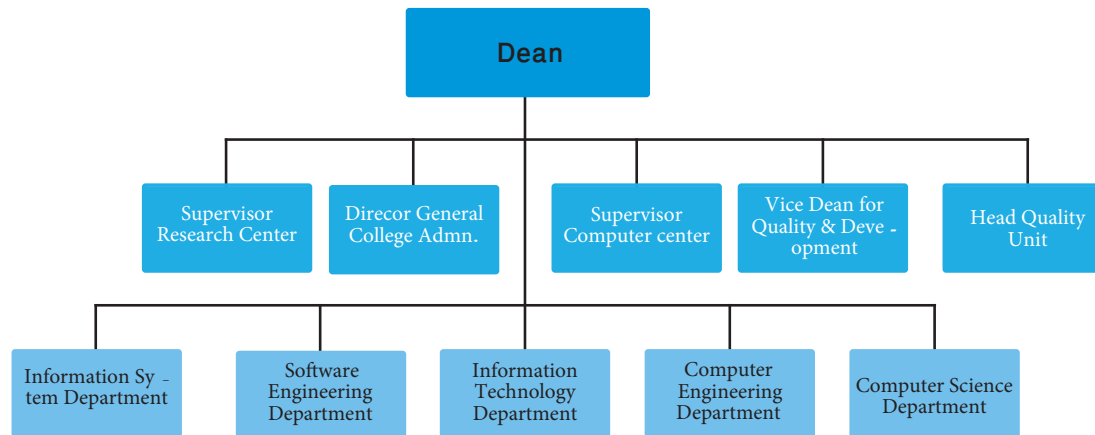 Dean
Supervisor
Research Center
Direcor General
College Admn.
Supervisor
Computer center
Vice Dean for
Quality & Deve -
opment
Head Quality
Unit
Information Sy -
tem Department
Software
Engineering
Department
Information
Technology
Department
Computer
Engineering
Department
Computer Science
Department